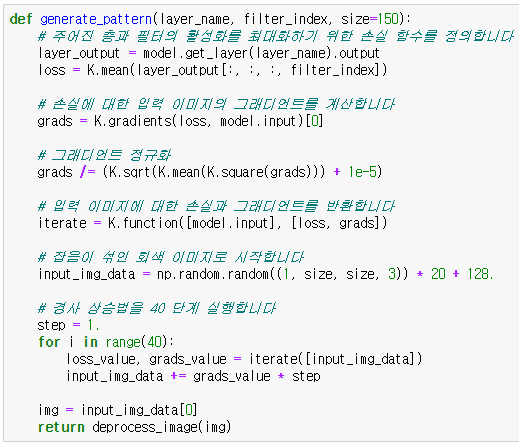 def generate_pattern(layer_name, filter_index, size=150):
    # 주어진 층과 필터의 활성화를 최대화하기 위한 손실 함수를 정의합니다
    layer_output = model.get_layer(layer_name).output
    loss = K.mean(layer_output[:, :, :, filter_index])

    # 손실에 대한 입력 이미지의 그래디언트를 계산합니다
    grads = K.gradients(loss, model.input)[0]

    # 그래디언트 정규화
    grads /= (K.sqrt(K.mean(K.square(grads))) + 1e-5)

    # 입력 이미지에 대한 손실과 그래디언트를 반환합니다
    iterate = K.function([model.input], [loss, grads])

    # 잡음이 섞인 회색 이미지로 시작합니다
    input_img_data = np.random.random((1, size, size, 3)) * 20 + 128.

    # 경사 상승법을 40 단계 실행합니다
    step = 1.
    for i in range(40):
        loss_value, grads_value = iterate([input_img_data])
        input_img_data += grads_value * step

    img = input_img_data[0]
    return deprocess_image(img)